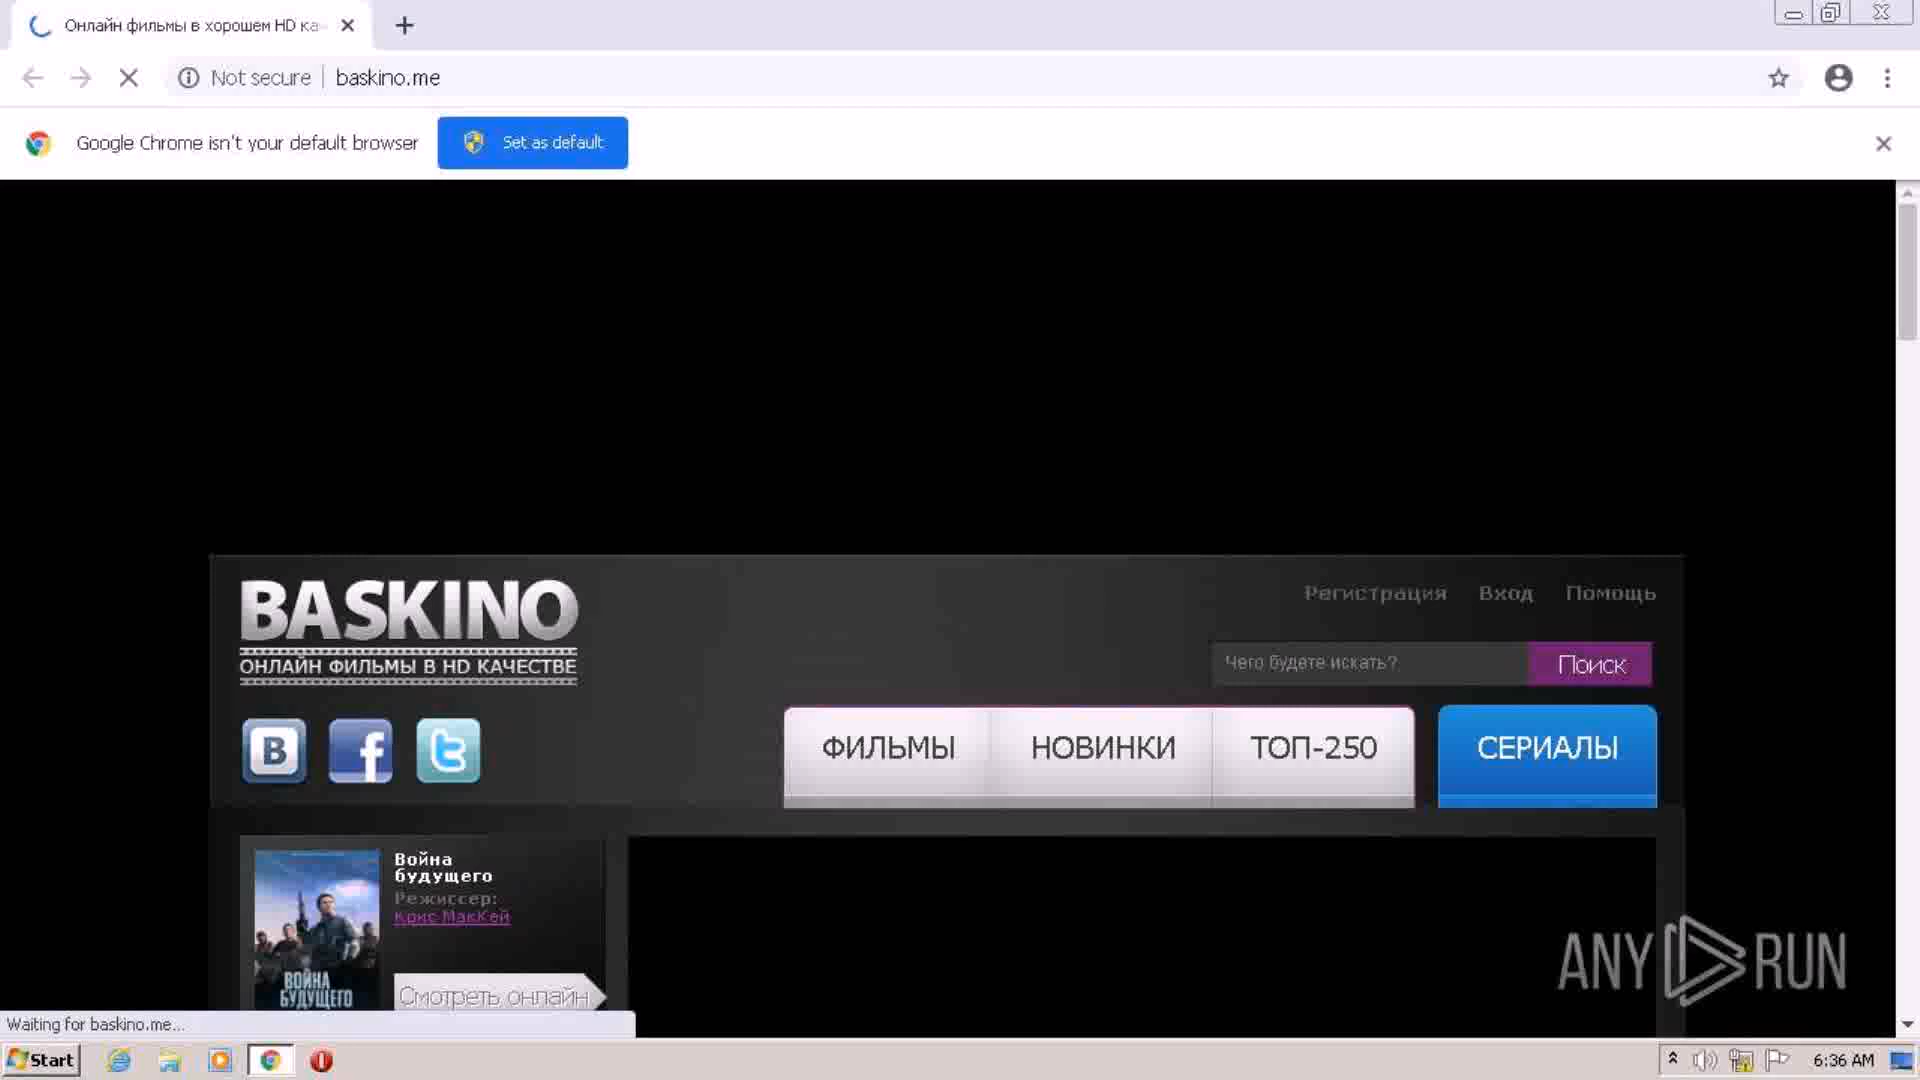 Онлайн фильмы в хорошем HD ка
Not secure
baskino.me
Google Chrome isn't your default browser
Set as default
BASKINO
ОНЛАЙН ФИЛЬМЫ В HD КАЧЕСТВЕ
Регистрация Вход Помощь
Чего будете искать?
Поиск
B f t
ФИЛЬМЫ НОВИНКИ ТОП-250 СЕРИАЛЫ
Война
будущего
Режиссер:
Крис МакКей
ВОЙНА
БУДУЩЕГО
Смотреть онлайн
ANY RUN
Waiting for baskino.me...
Start
6:36 AM